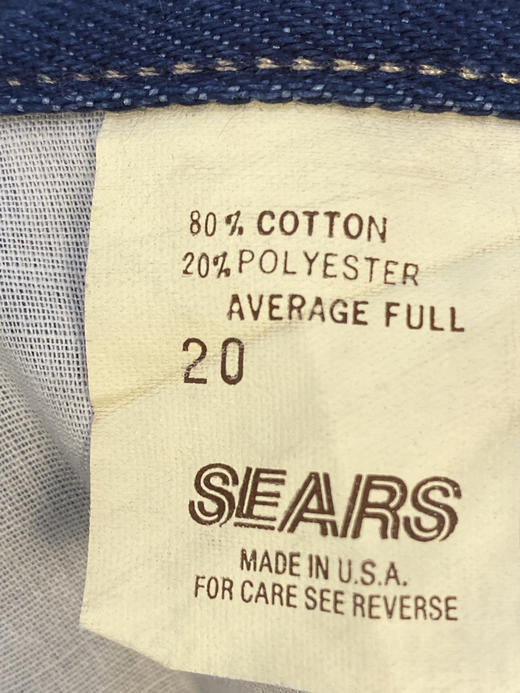 80% COTTON
20% POLYESTER
AVERAGE FULL
20
SEARS
MADE IN U.S.A.
FOR CARE SEE REVERSE